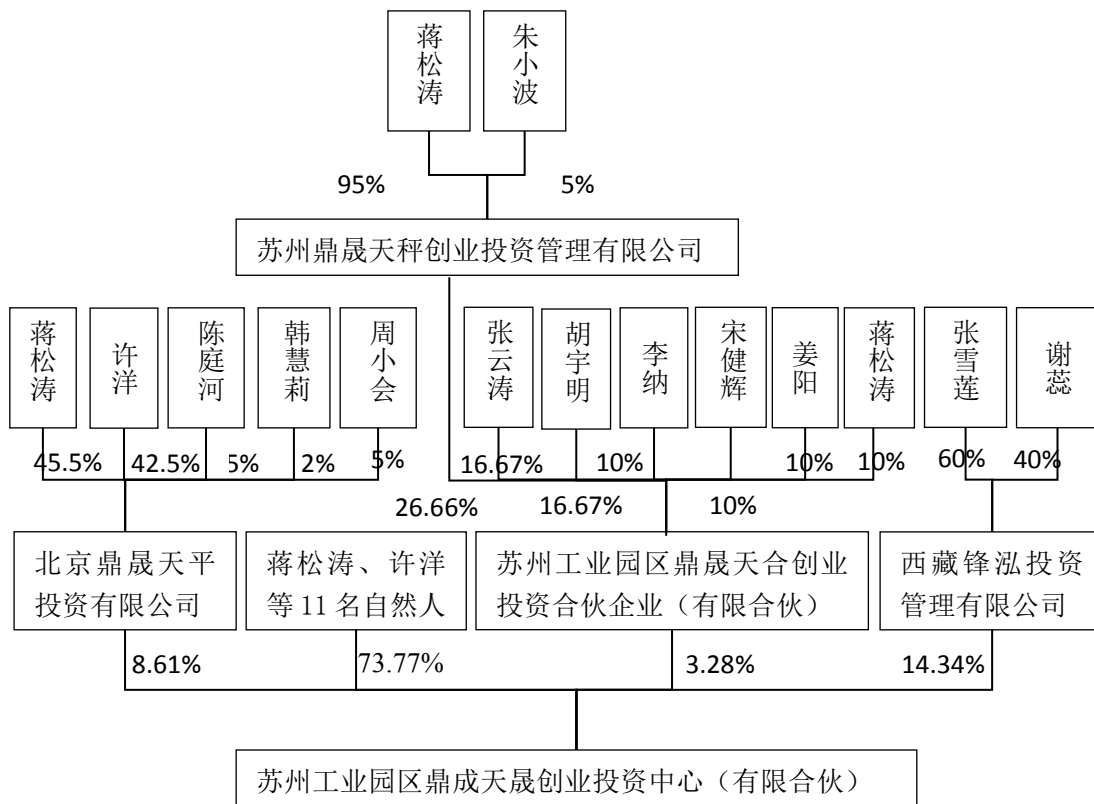 蒋松涛
朱小波
95%
5%
苏州鼎晟天秤创业投资管理有限公司
蒋松涛
许洋
陈庭河
韩慧莉
周小会
张云涛
胡宇明
李纳
宋健辉
姜阳
蒋松涛
张雪莲
谢蕊
45.5%
42.5%
5%
2%
5%
16.67%
10%
10%
10%
60%
40%
26.66%
16.67%
10%
北京鼎晟天平
投资有限公司
蒋松涛、许洋
等 11 名自然人
苏州工业园区鼎晟天合创业
投资合伙企业（有限合伙）
西藏锋泓投资
管理有限公司
8.61%
73.77%
3.28%
14.34%
苏州工业园区鼎成天晟创业投资中心（有限合伙）